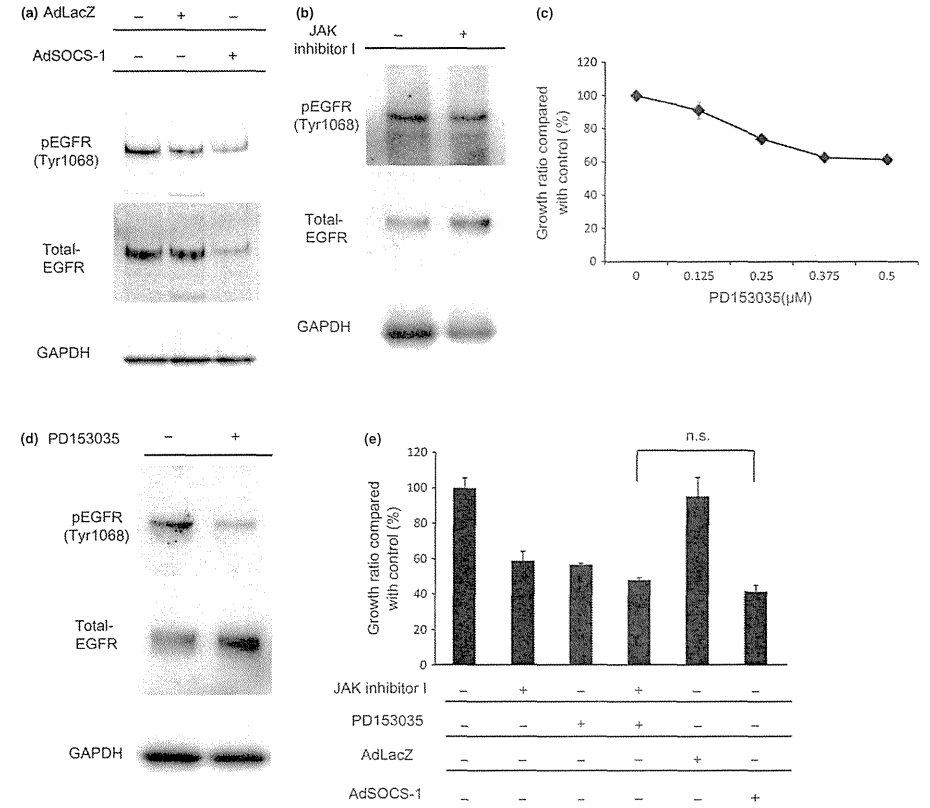 (a) AdLacZ – + –
AdSOCS-1 – – +
pEGFR
(Tyr1068)
Total-
EGFR
GAPDH
(b) JAK
inhibitor I – +
pEGFR
(Tyr1068)
Total-
EGFR
GAPDH
(c)
Growth ratio compared
with control (%)
120
100
80
60
40
20
0
0 0.125 0.25 0.375 0.5
PD153035(µM)
(d) PD153035 – +
pEGFR
(Tyr1068)
Total-
EGFR
GAPDH
(e)
n.s.
Growth ratio compared
with control (%)
120
100
80
60
40
20
0
JAK inhibitor I – + – + – –
PD153035 – – + + – –
AdLacZ – – – – + –
AdSOCS-1 – – – – – +